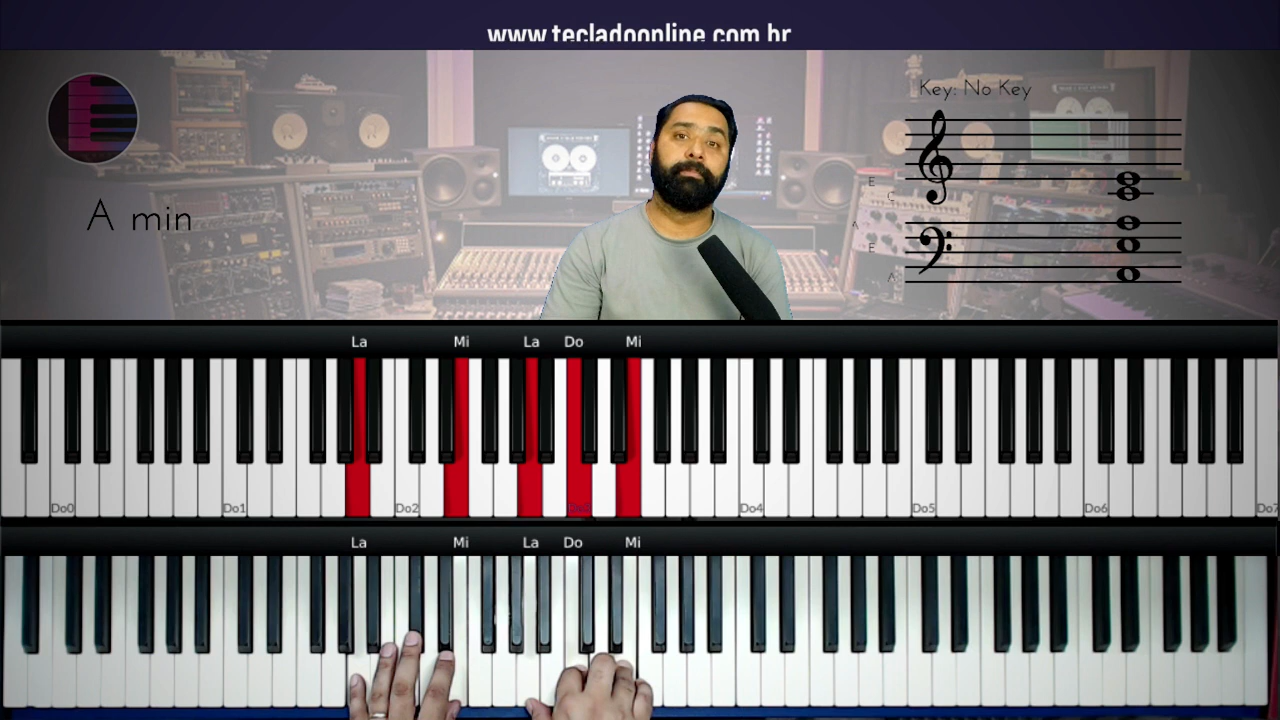 www.tecladoonline.com.br
Key: No Key
E
C
A
E
A
A min
La Mi La Do Mi
Do0 Do1 Do2 Do3 Do4 Do5 Do6 Do7
La Mi La Do Mi